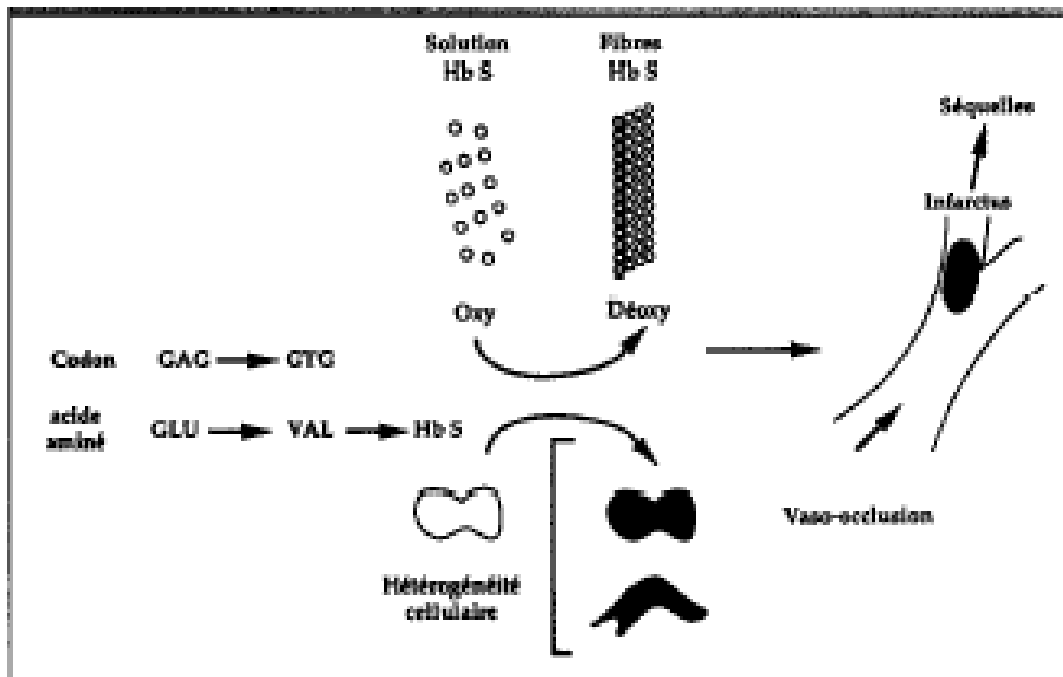 Solution
Hb S
Fibres
Hb S
Séquelles
Infarctus
Oxy
Déoxy
Codon GAG GTG
acide
aminé
GLU VAL Hb S
Vaso-occlusion
Hétérogénéité
cellulaire